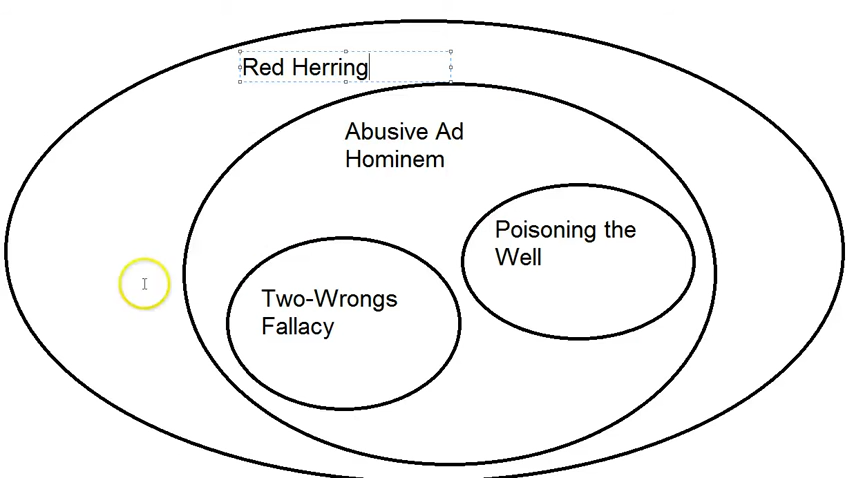 Red Herring
Abusive Ad
Hominem
Poisoning the
Well
Two-Wrongs
Fallacy